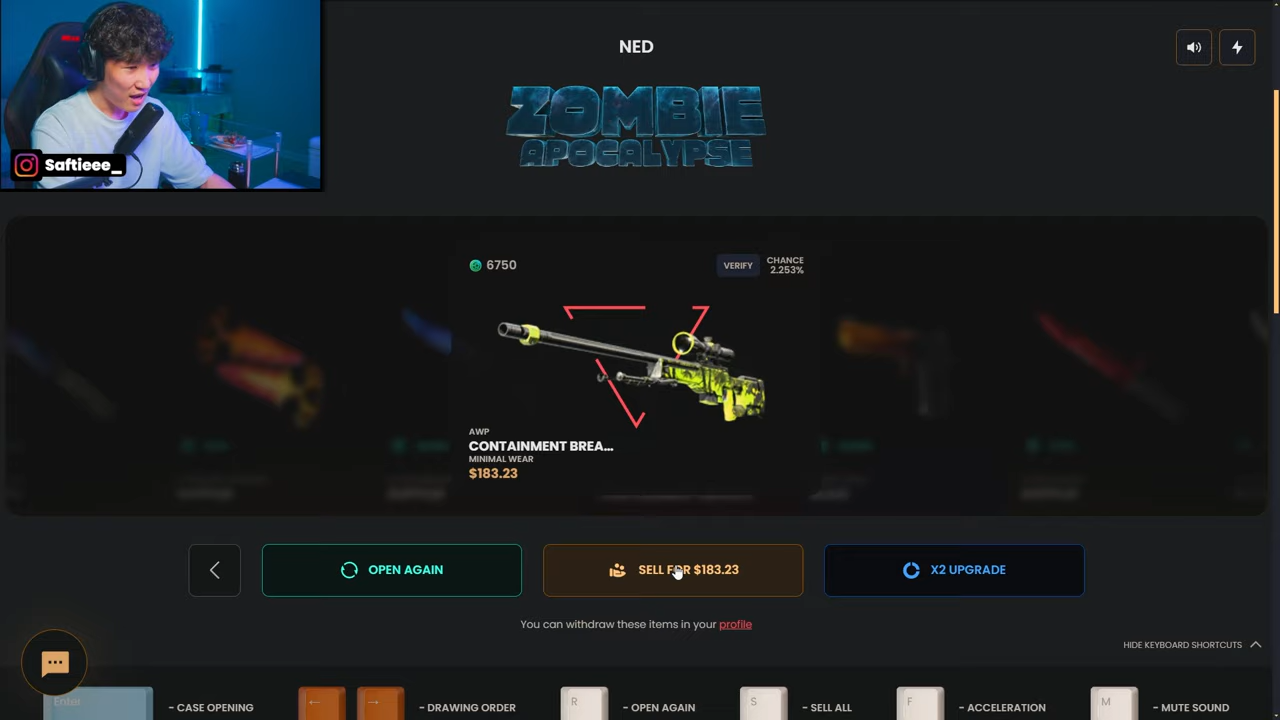 NED
ZOMBIE
APOCALYPSE
Saftieee_
6750
VERIFY
CHANCE
2.253%
AWP
CONTAINMENT BREA...
MINIMAL WEAR
$183.23
OPEN AGAIN
SELL FOR $183.23
X2 UPGRADE
You can withdraw these items in your profile
HIDE KEYBOARD SHORTCUTS
Enter
- CASE OPENING
←
→
- DRAWING ORDER
R
- OPEN AGAIN
S
- SELL ALL
F
- ACCELERATION
M
- MUTE SOUND